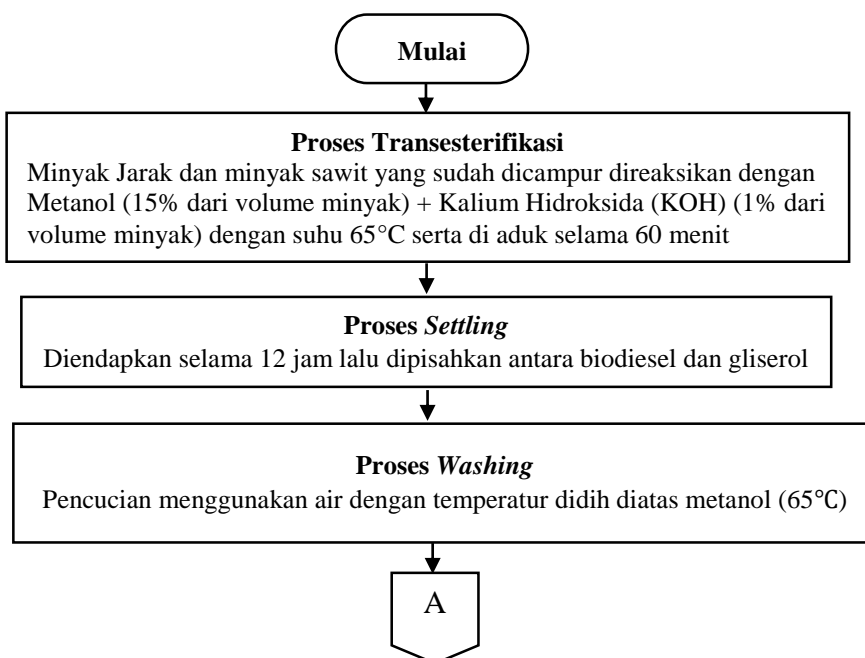 Mulai
Proses Transesterifikasi
Minyak Jarak dan minyak sawit yang sudah dicampur direaksikan dengan
Metanol (15% dari volume minyak) + Kalium Hidroksida (KOH) (1% dari
volume minyak) dengan suhu 65°C serta di aduk selama 60 menit
Proses Settling
Diendapkan selama 12 jam lalu dipisahkan antara biodiesel dan gliserol
Proses Washing
Pencucian menggunakan air dengan temperatur didih diatas metanol (65℃)
A